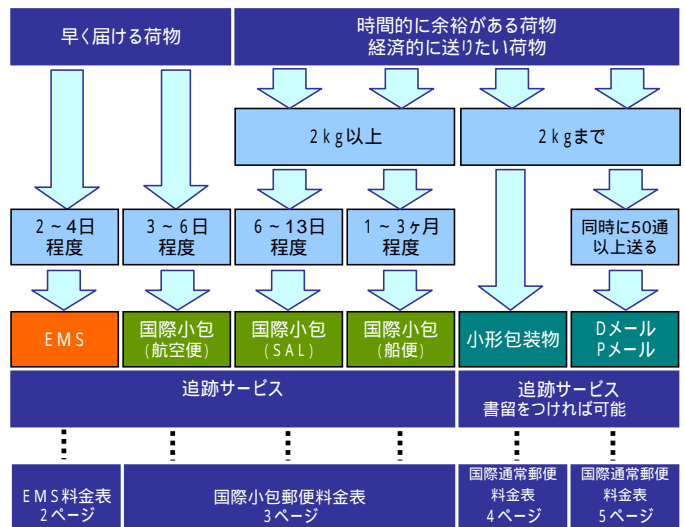 早く届ける荷物
時間的に余裕がある荷物
経済的に送りたい荷物
2kg以上
2kgまで
2~4日
程度
3~6日
程度
6~13日
程度
1~3ヶ月
程度
同時に50通
以上送る
EMS
国際小包
(航空便)
国際小包
(SAL)
国際小包
(船便)
小形包装物
Dメール
Pメール
追跡サービス
追跡サービス
書留をつければ可能
EMS料金表
2ページ
国際小包郵便料金表
3ページ
国際通常郵便
料金表
4ページ
国際通常郵便
料金表
5ページ